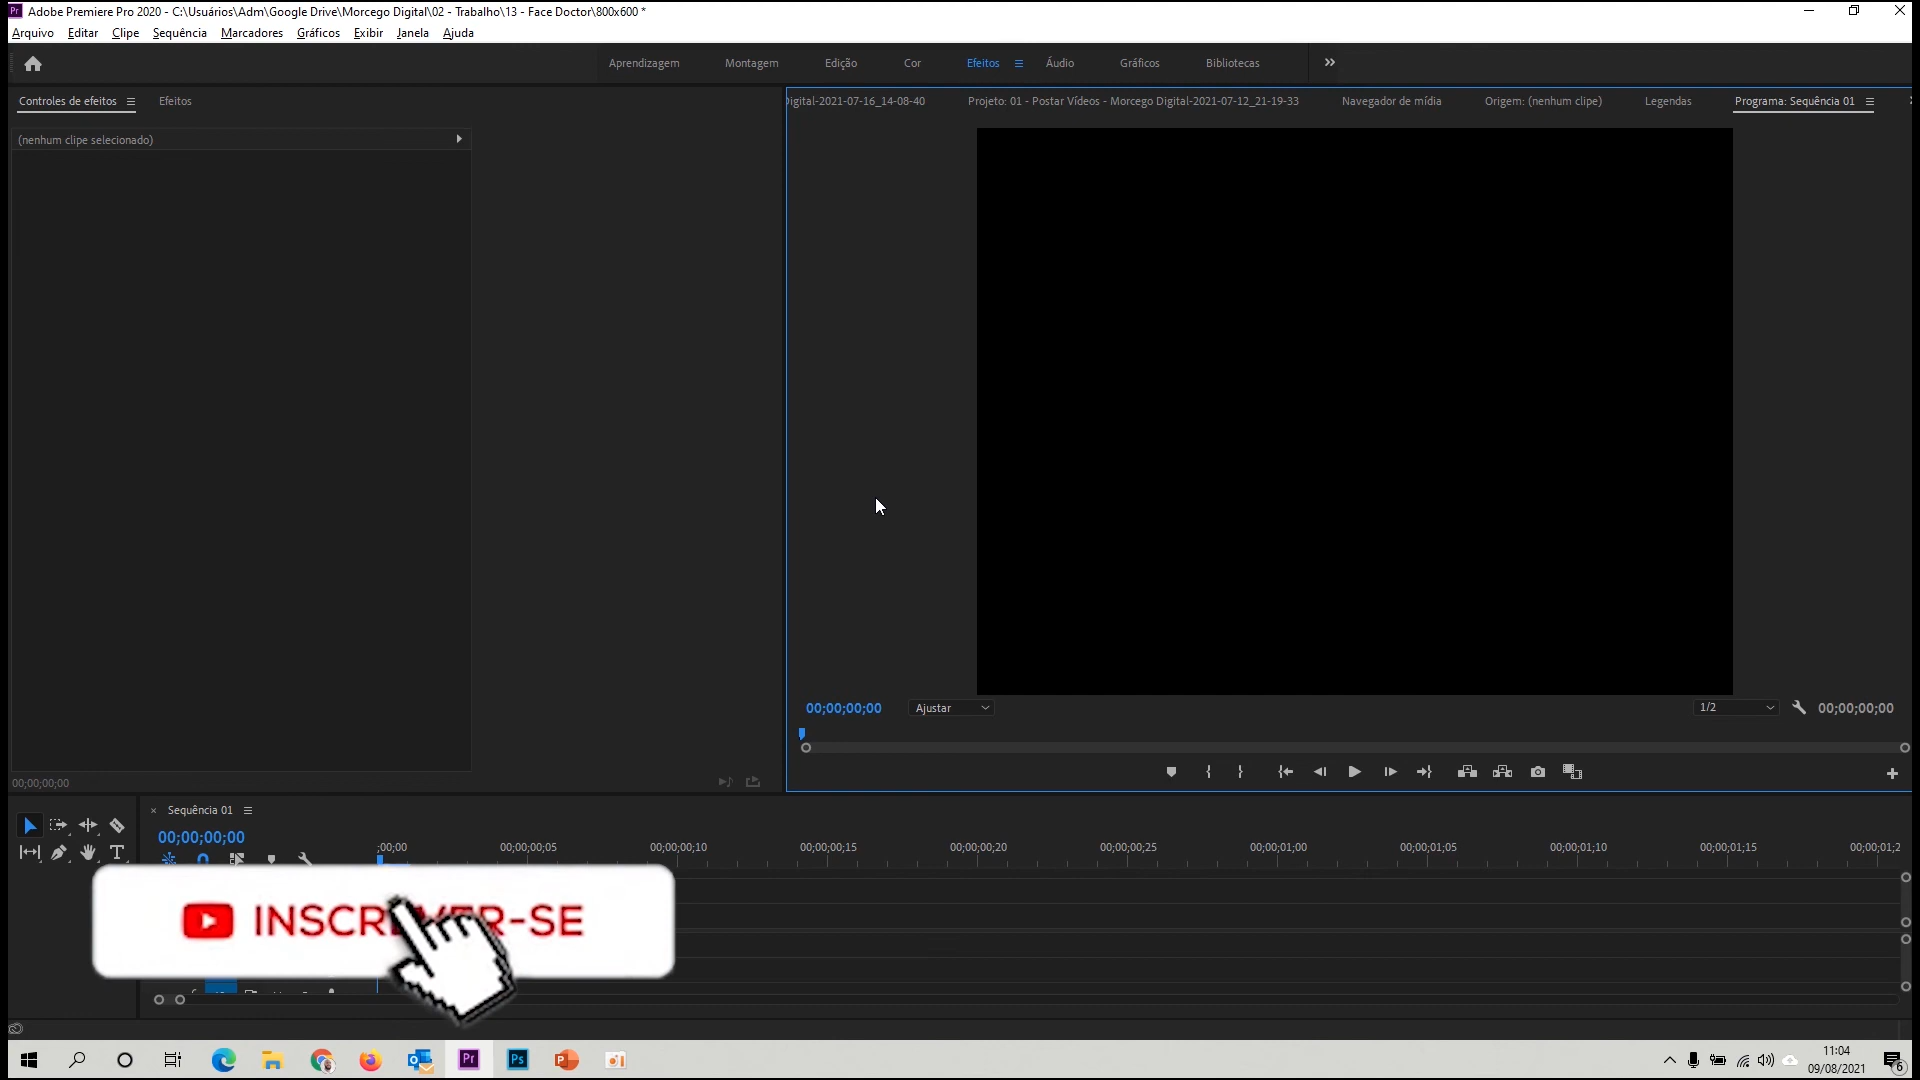 Adobe Premiere Pro 2020 - C:\Usuários\Adm\Google Drive\Morcego Digital\02 - Trabalho\13 - Face Doctor\800x600 *
Arquivo Editar Clipe Sequência Marcadores Gráficos Exibir Janela Ajuda
Aprendizagem Montagem Edição Cor Efeitos Áudio Gráficos Bibliotecas
Controles de efeitos Efeitos
Digital-2021-07-16_14-08-40 Projeto: 01 - Postar Vídeos - Morcego Digital-2021-07-12_21-19-33 Navegador de mídia Origem: (nenhum clipe) Legendas Programa: Sequência 01
(nenhum clipe selecionado)
00;00;00;00 Ajustar 1/2 00;00;00;00
00;00;00;00
Sequência 01
00;00;00;00
;00;00 00;00;00;05 00;00;00;10 00;00;00;15 00;00;00;20 00;00;00;25 00;00;01;00 00;00;01;05 00;00;01;10 00;00;01;15 00;00;01;2
INSCREVER-SE
11:04
09/08/2021
6